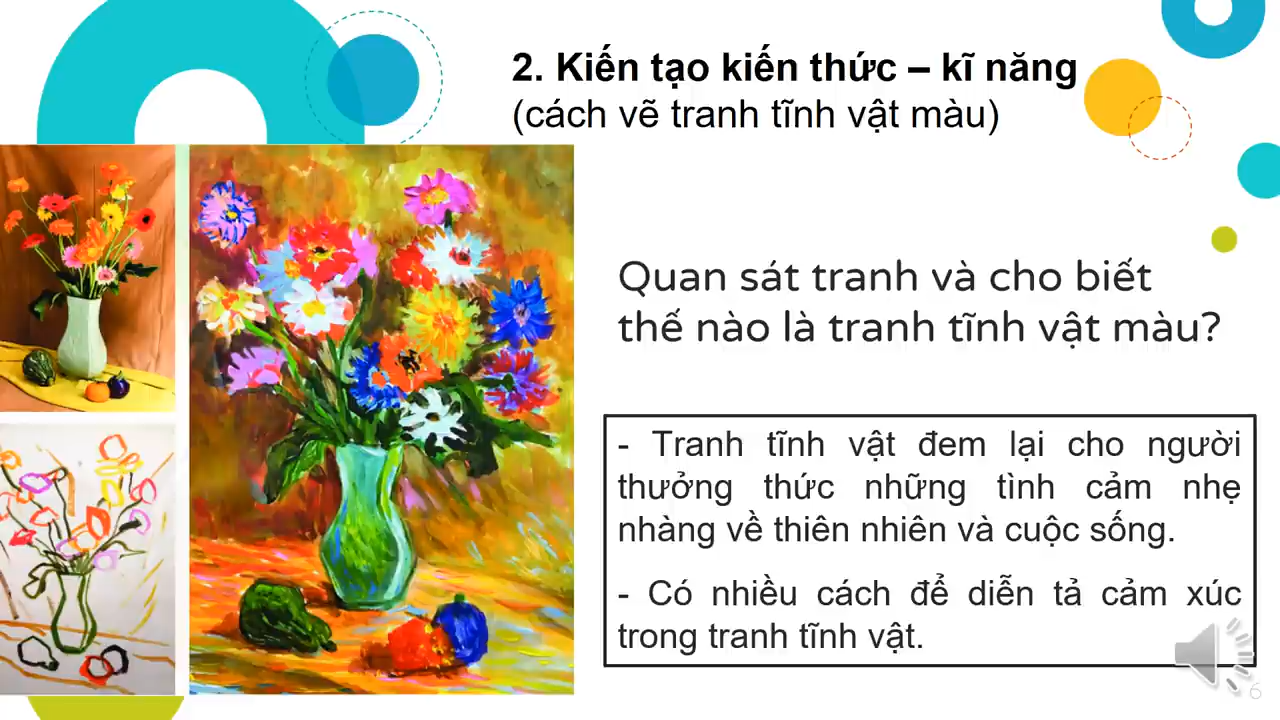 2. Kiến tạo kiến thức – kĩ năng
(cách vẽ tranh tĩnh vật màu)
Quan sát tranh và cho biết
thế nào là tranh tĩnh vật màu?
- Tranh tĩnh vật đem lại cho người
thưởng thức những tình cảm nhẹ
nhàng về thiên nhiên và cuộc sống.
- Có nhiều cách để diễn tả cảm xúc
trong tranh tĩnh vật.
6